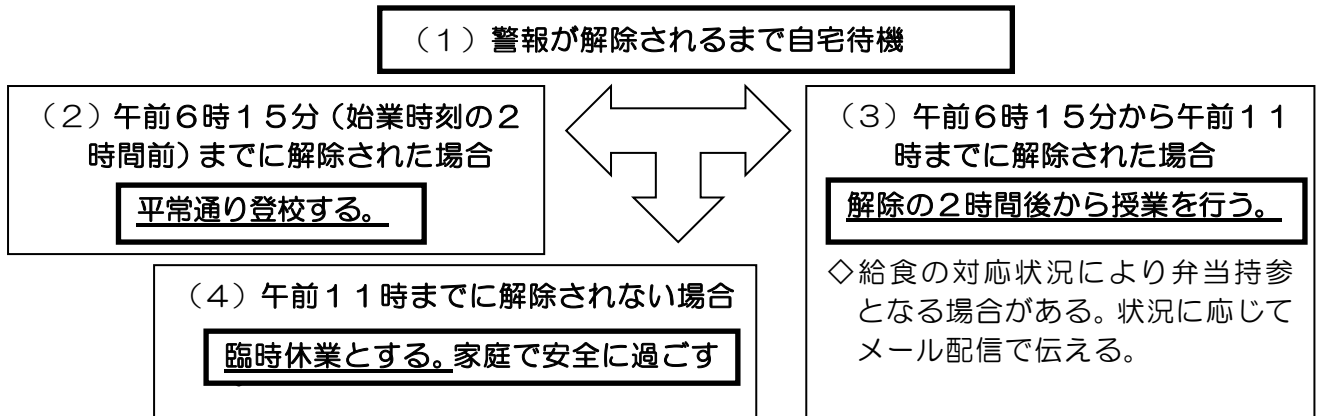 （１）警報が解除されるまで自宅待機
（２）午前６時１５分（始業時刻の２
時間前）までに解除された場合
平常通り登校する。
（３）午前６時１５分から午前１１
時までに解除された場合
解除の２時間後から授業を行う。
◇給食の対応状況により弁当持参
となる場合がある。状況に応じて
メール配信で伝える。
（４）午前１１時までに解除されない場合
臨時休業とする。家庭で安全に過ごす